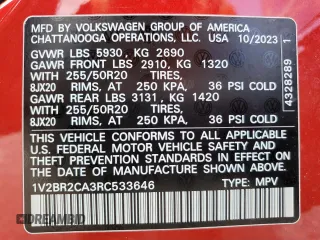 MFD BY VOLKSWAGEN GROUP OF AMERICA
CHATTANOOGA OPERATIONS, LLC USA 10/2023
GVWR LBS 5930, KG 2690
GAWR FRONT LBS 2910, KG 1320
WITH 255/50R20 TIRES,
8JX20 RIMS, AT 250 KPA, 36 PSI COLD
GAWR REAR LBS 3131, KG 1420
WITH 255/50R20 TIRES,
8JX20 RIMS, AT 250 KPA, 36 PSI COLD
THIS VEHICLE CONFORMS TO ALL APPLICABLE
U.S. FEDERAL MOTOR VEHICLE SAFETY
STANDARDS IN EFFECT ON THE DATE OF
MANUFACTURE SHOWN ABOVE.
1V2BR2CA3RC533646 TYPE: MPV
4328289 1